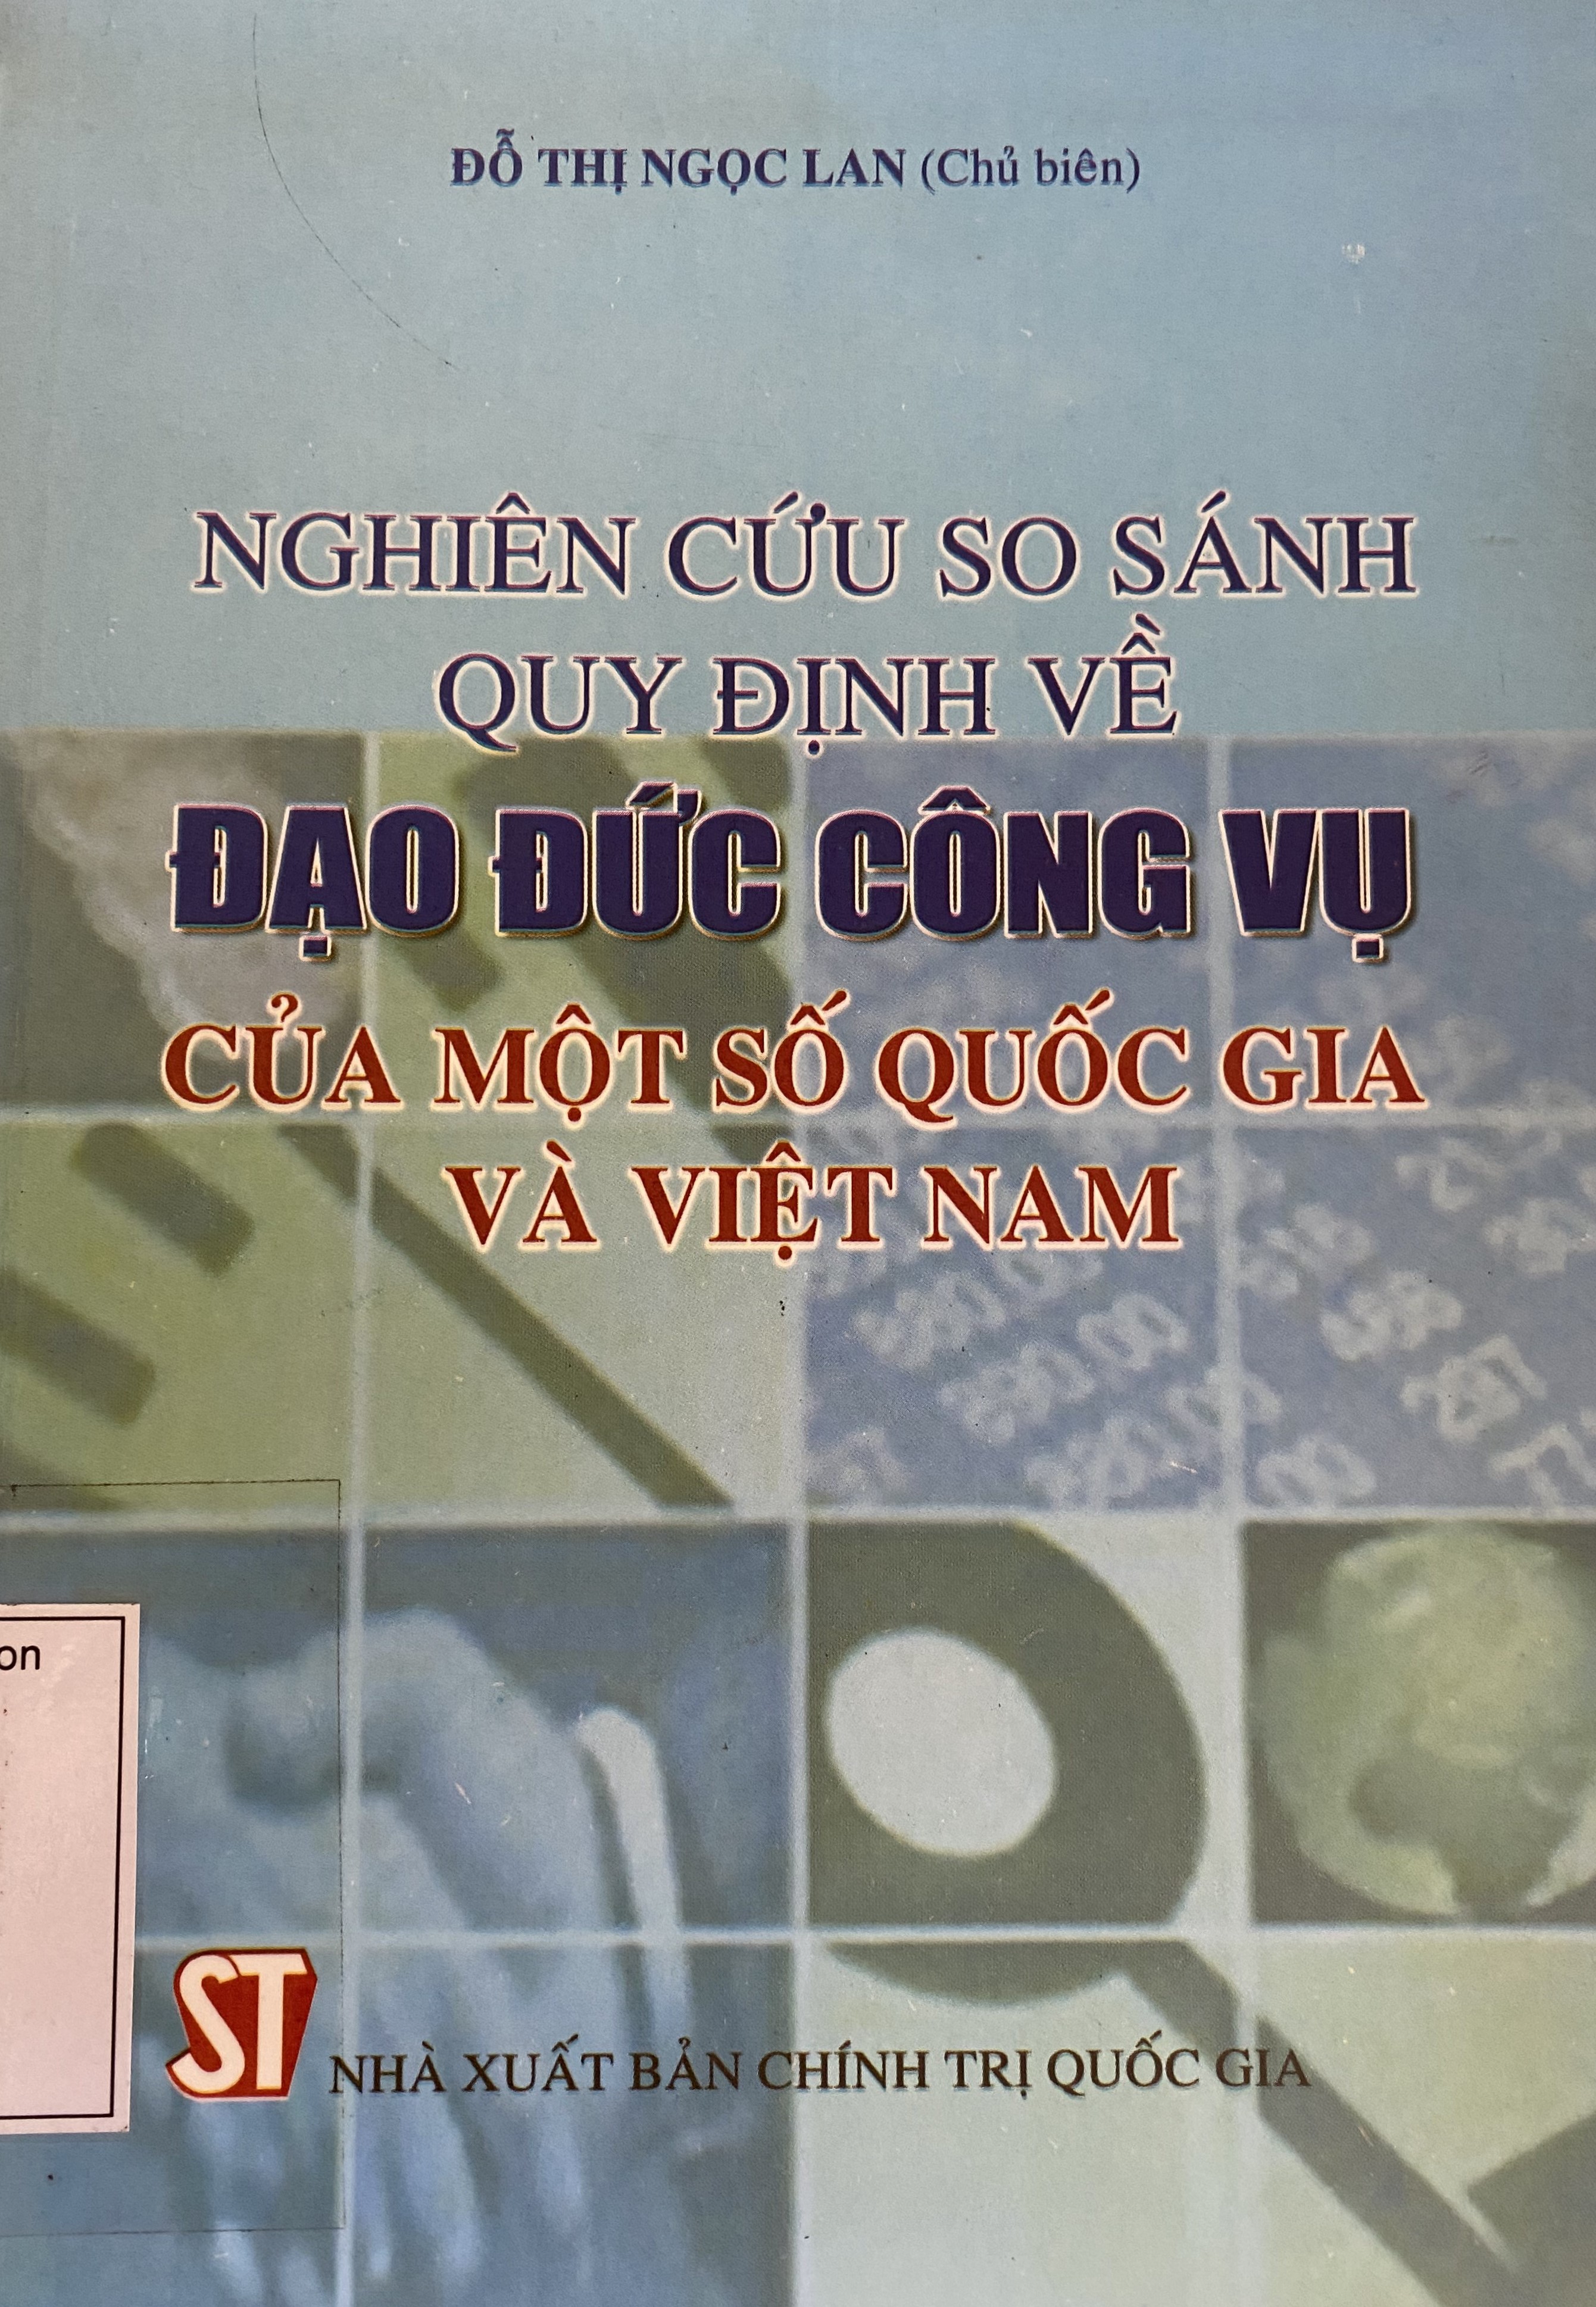 ĐỖ THỊ NGỌC LAN (Chủ biên)
NGHIÊN CỨU SO SÁNH
QUY ĐỊNH VỀ
ĐẠO ĐỨC CÔNG VỤ
CỦA MỘT SỐ QUỐC GIA
VÀ VIỆT NAM
on
ST
NHÀ XUẤT BẢN CHÍNH TRỊ QUỐC GIA